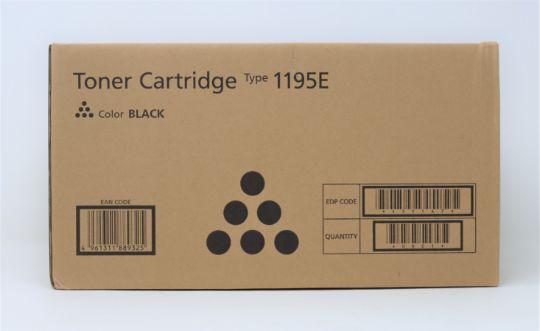 Toner Cartridge Type 1195E
Color BLACK
EAN CODE
4 961311 889325
EDP CODE
QUANTITY